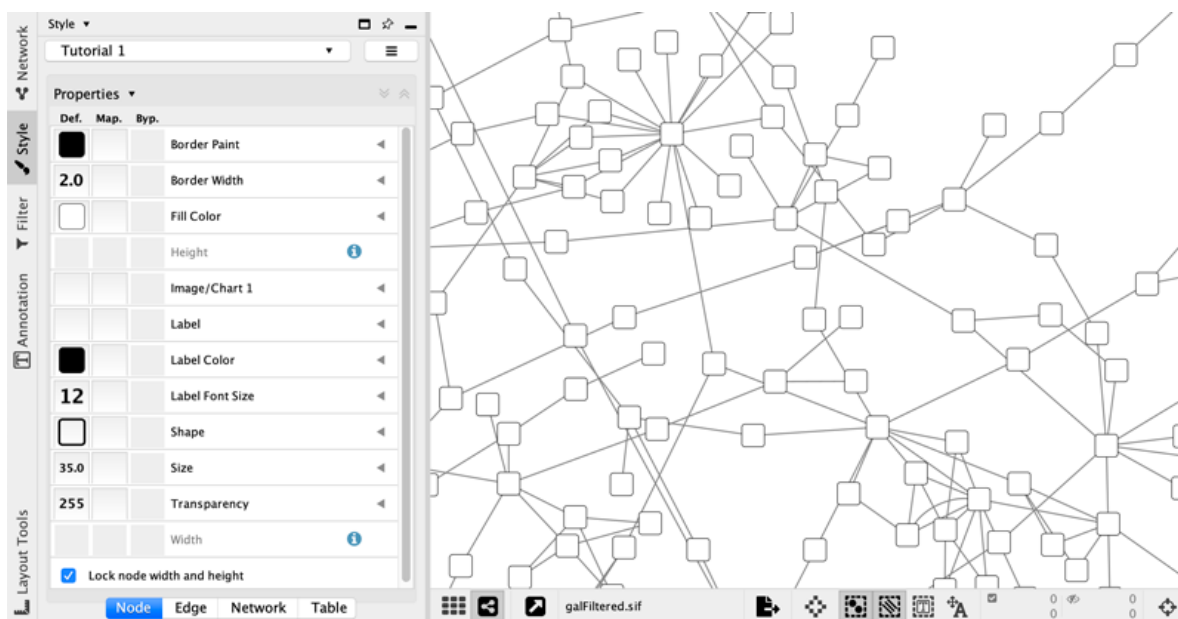 Style
Tutorial 1
Properties
Def. Map. Byp.
Border Paint
2.0 Border Width
Fill Color
Height
Image/Chart 1
Label
Label Color
12 Label Font Size
Shape
35.0 Size
255 Transparency
Width
Lock node width and height
Node Edge Network Table
Network
Style
Filter
Annotation
Layout Tools
galFiltered.sif
A
0 0
0 0